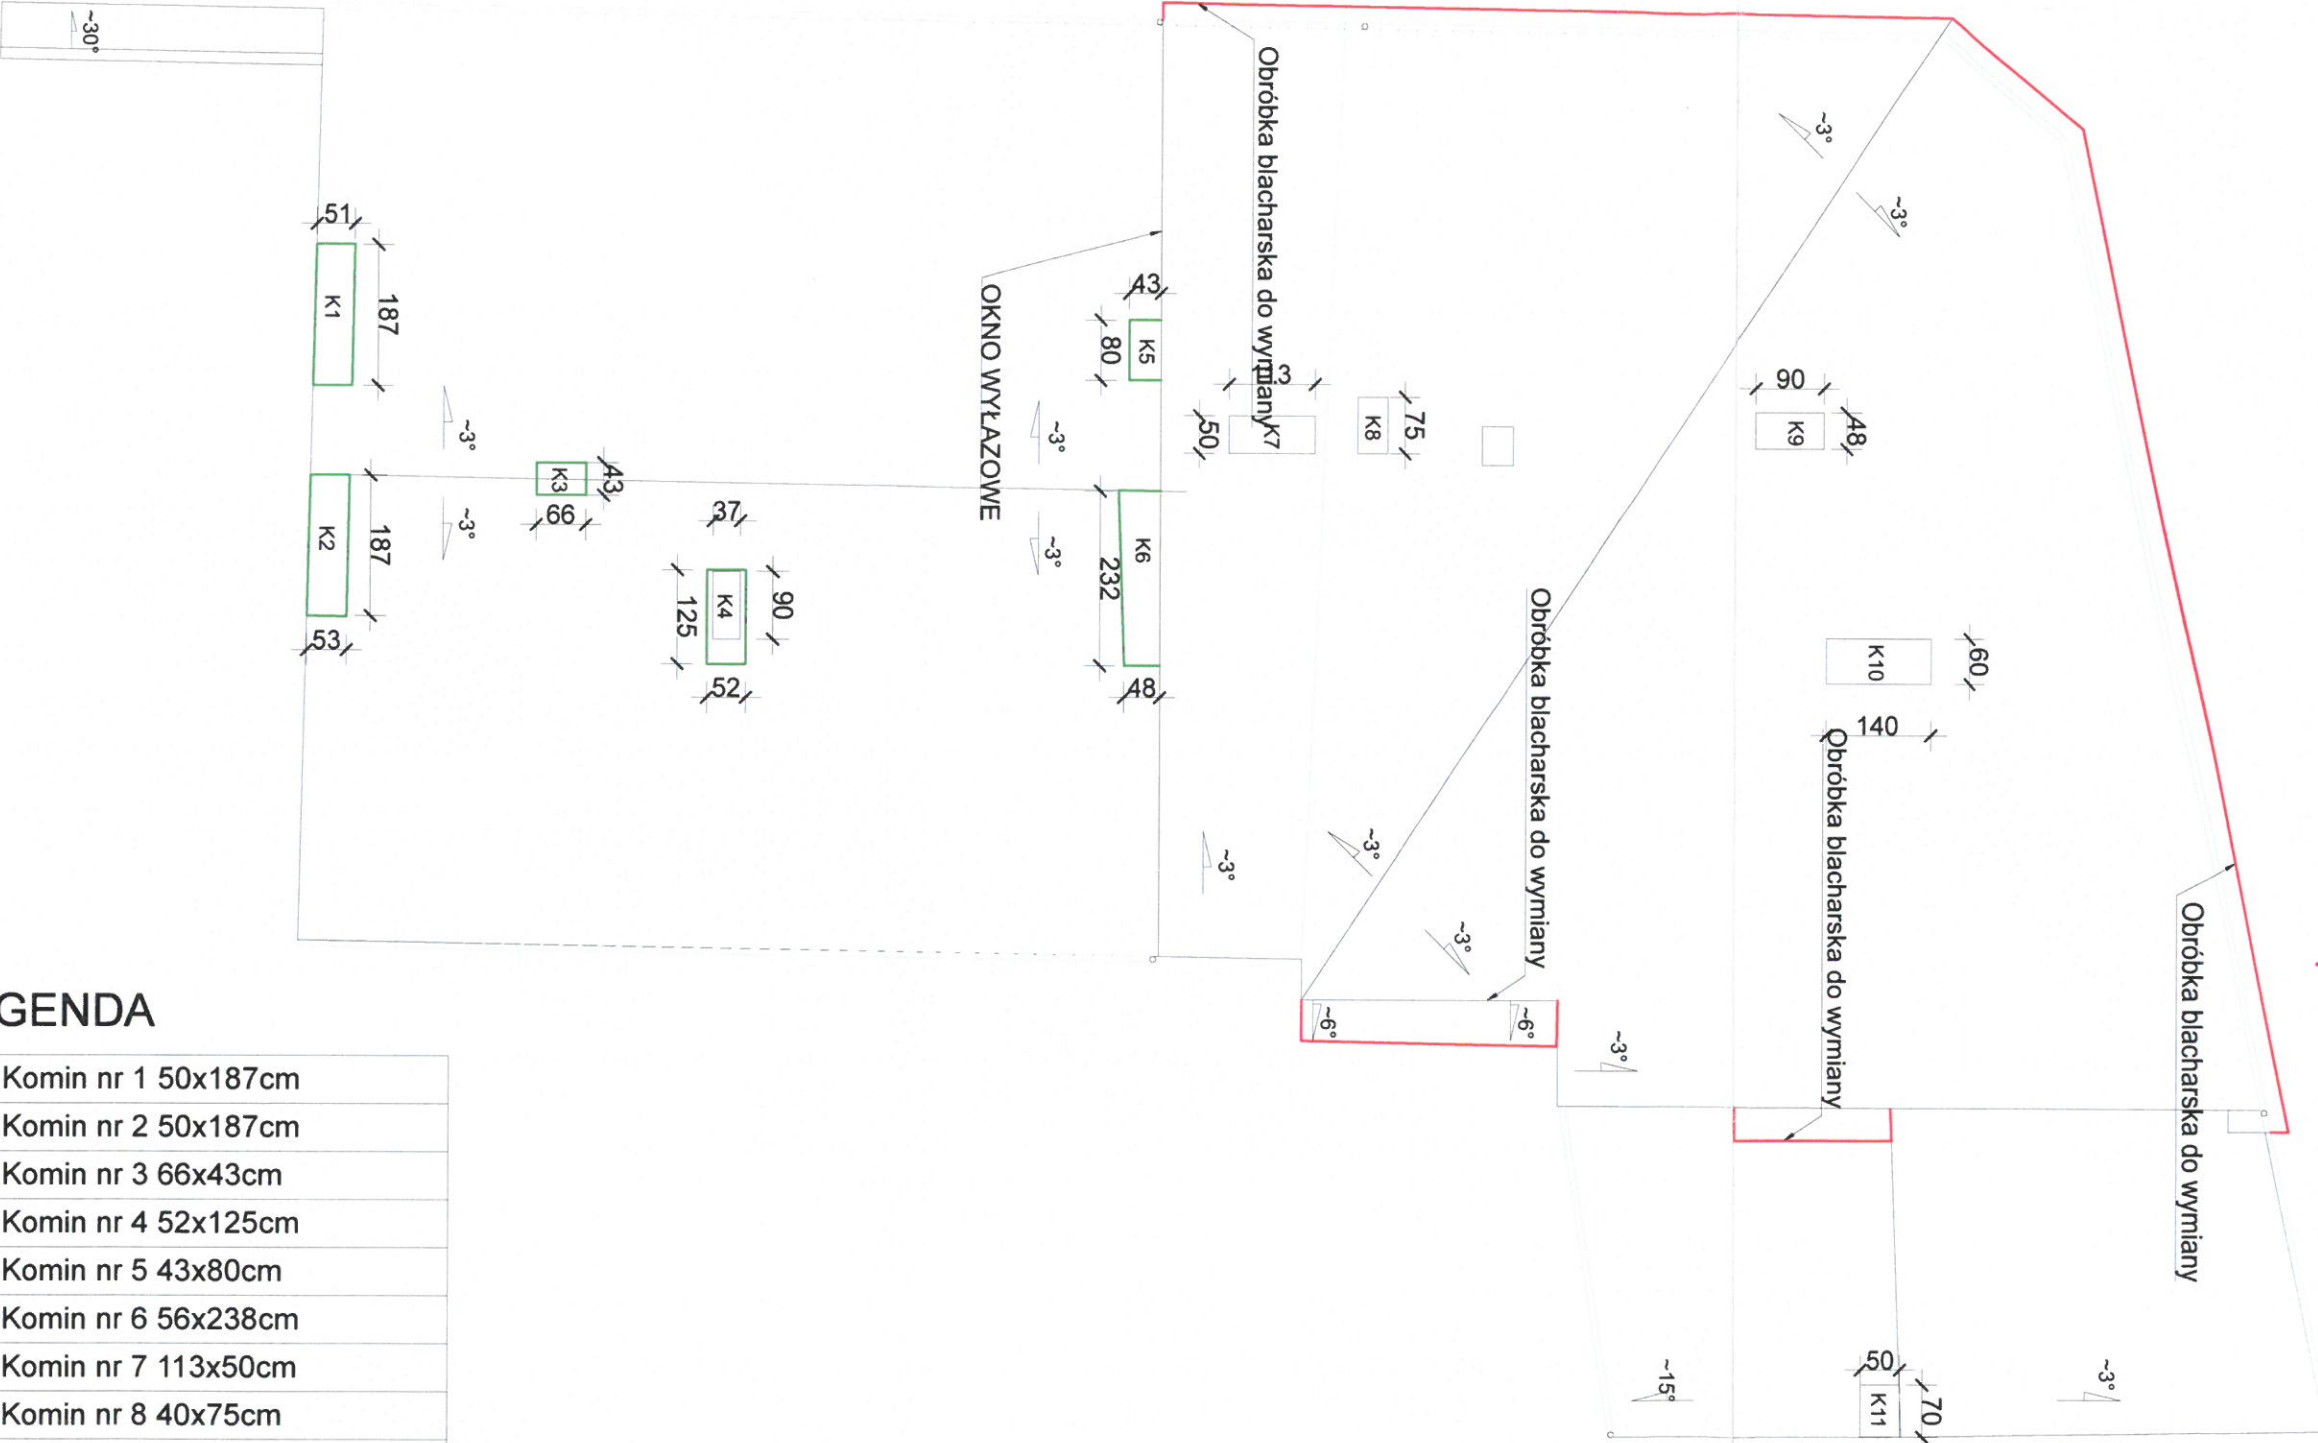 ~30°
Obróbka blacharska do wymiany
~3°
~3°
51
187
K1
OKNO WYŁAZOWE
43
80
K5
50
K7
75
K8
90
48
K9
~3°
~3°
K3
43
66
37
~3°
~3°
K2
187
53
K4
90
125
52
K6
232
48
Obróbka blacharska do wymiany
K10
60
140
Obróbka blacharska do wymiany
~3°
~3°
~3°
Obróbka blacharska do wymiany
~6°
~6°
~3°
GENDA
Komin nr 1 50x187cm
Komin nr 2 50x187cm
Komin nr 3 66x43cm
Komin nr 4 52x125cm
Komin nr 5 43x80cm
Komin nr 6 56x238cm
Komin nr 7 113x50cm
Komin nr 8 40x75cm
~15°
50
K11
70
~3°